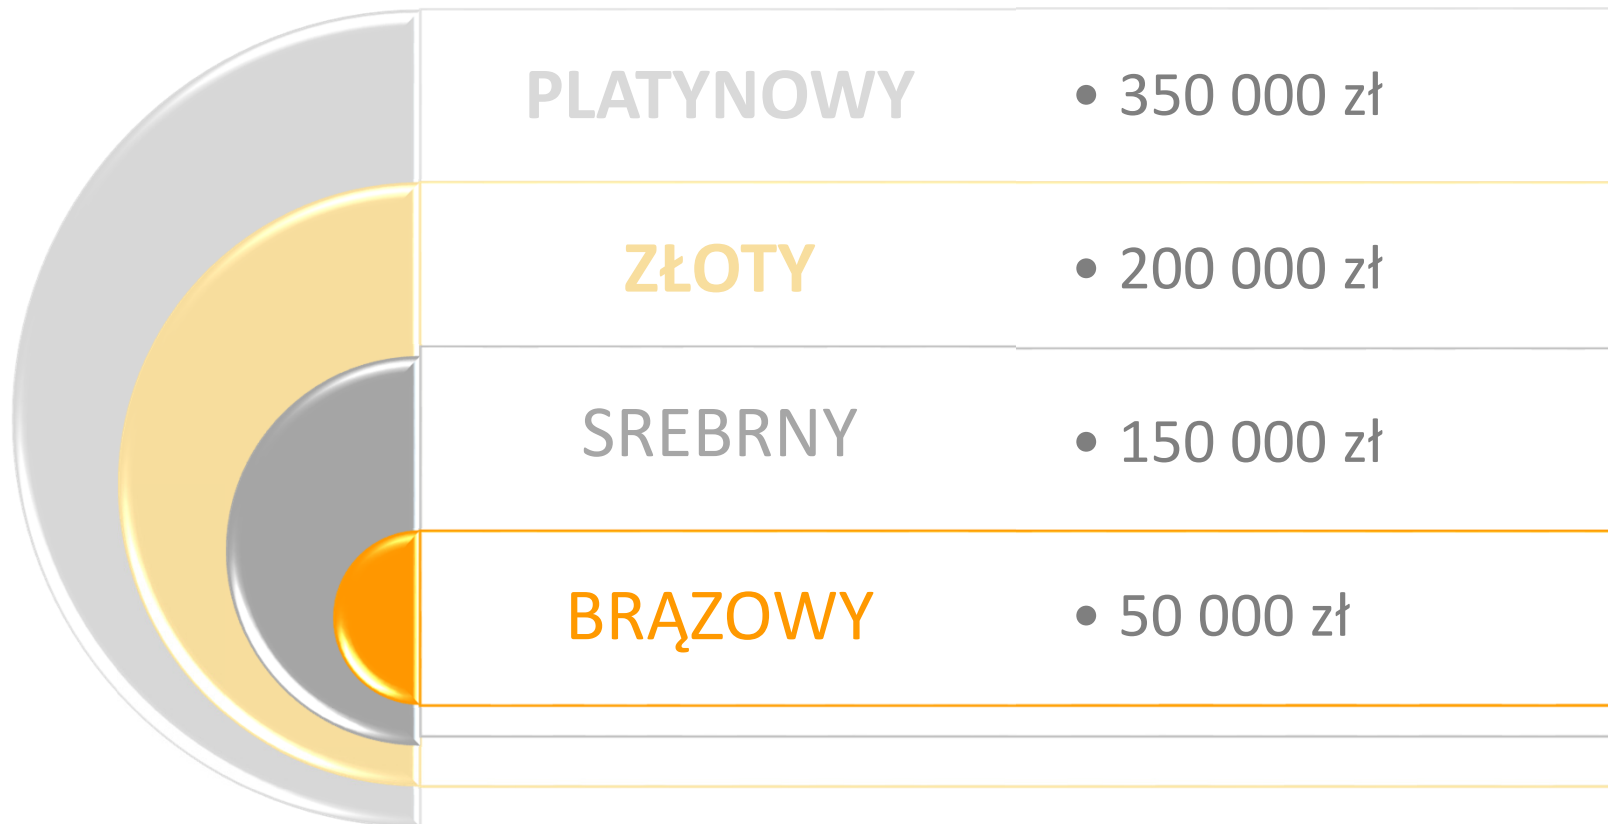 PLATYNOWY • 350 000 zł
ZŁOTY • 200 000 zł
SREBRNY • 150 000 zł
BRĄZOWY • 50 000 zł